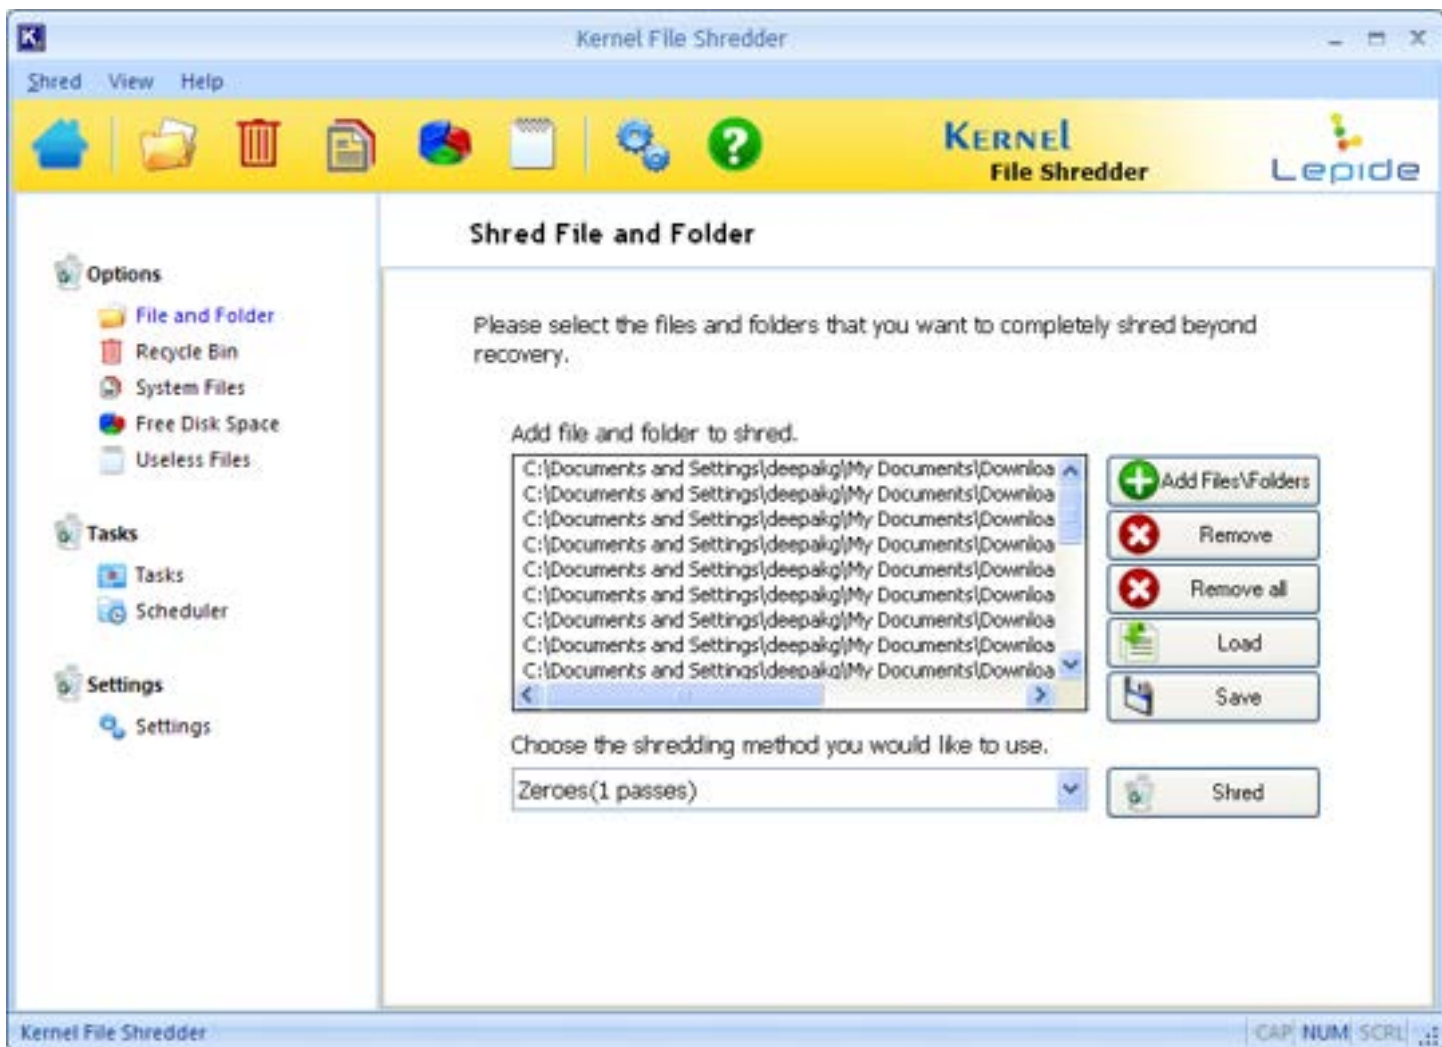 Kernel File Shredder
Shred View Help
KERNEL
File Shredder
Lepide
Shred File and Folder
Options
File and Folder
Recycle Bin
System Files
Free Disk Space
Useless Files
Tasks
Tasks
Scheduler
Settings
Settings
Please select the files and folders that you want to completely shred beyond
recovery.
Add file and folder to shred.
C:\Documents and Settings\deepakg\My Documents\Downloa
C:\Documents and Settings\deepakg\My Documents\Downloa
C:\Documents and Settings\deepakg\My Documents\Downloa
C:\Documents and Settings\deepakg\My Documents\Downloa
C:\Documents and Settings\deepakg\My Documents\Downloa
C:\Documents and Settings\deepakg\My Documents\Downloa
C:\Documents and Settings\deepakg\My Documents\Downloa
C:\Documents and Settings\deepakg\My Documents\Downloa
C:\Documents and Settings\deepakg\My Documents\Downloa
Add Files\Folders
Remove
Remove all
Load
Save
Choose the shredding method you would like to use.
Zeroes(1 passes)
Shred
Kernel File Shredder
CAP NUM SCRL